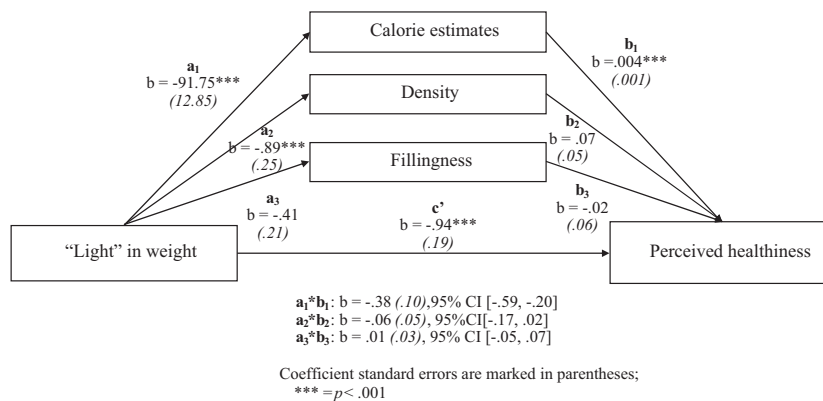 Calorie estimates
a₁
b = -91.75***
(12.85)
b₁
b =.004***
(.001)
Density
a₂
b = -.89***
(.25)
b₂
b = .07
(.05)
Fillingness
a₃
b = -.41
(.21)
c’
b = -.94***
(.19)
b₃
b = -.02
(.06)
“Light” in weight
Perceived healthiness
a₁*b₁: b = -.38 (.10),95% CI [-.59, -.20]
a₂*b₂: b = -.06 (.05), 95%CI[-.17, .02]
a₃*b₃: b = .01 (.03), 95% CI [-.05, .07]
Coefficient standard errors are marked in parentheses;
*** =p< .001